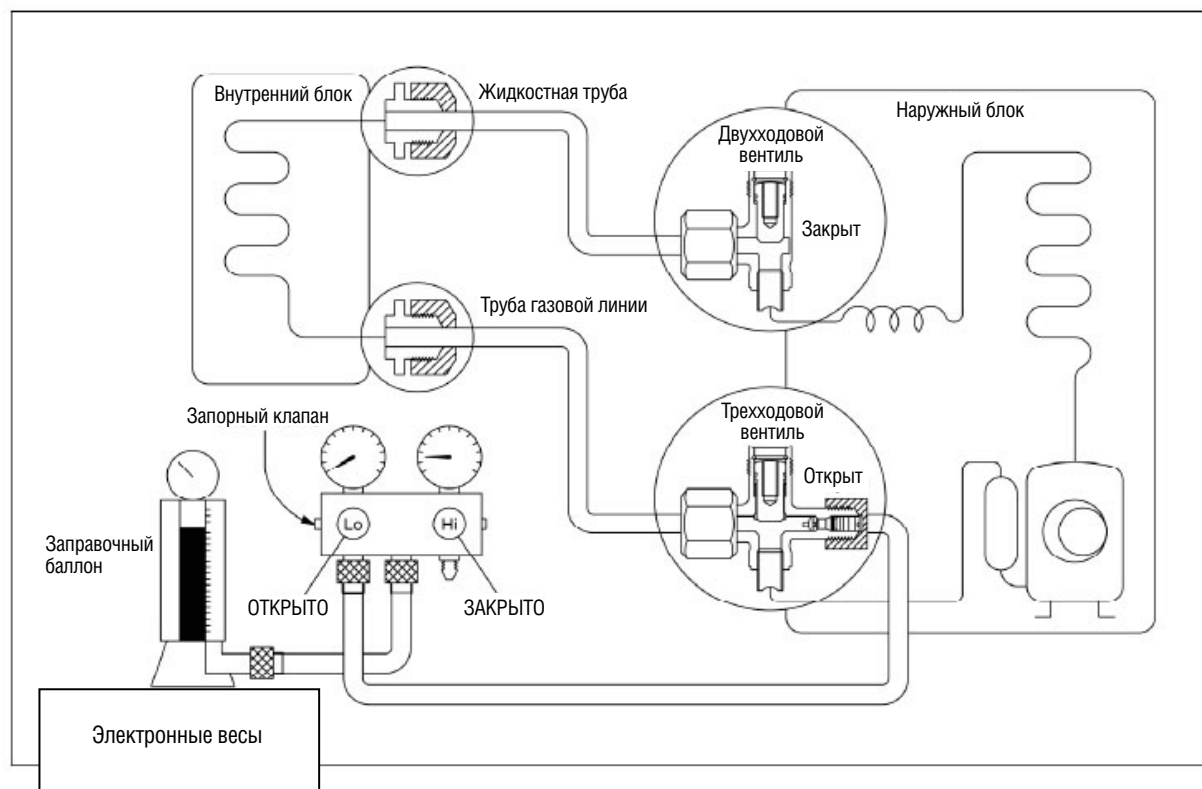 Внутренний блок
Жидкостная труба
Двухходовой
вентиль
Закрыт
Наружный блок
Труба газовой линии
Запорный клапан
Трехходовой
вентиль
Открыт
Lo
Hi
Заправочный
баллон
ОТКРЫТО
ЗАКРЫТО
Электронные весы